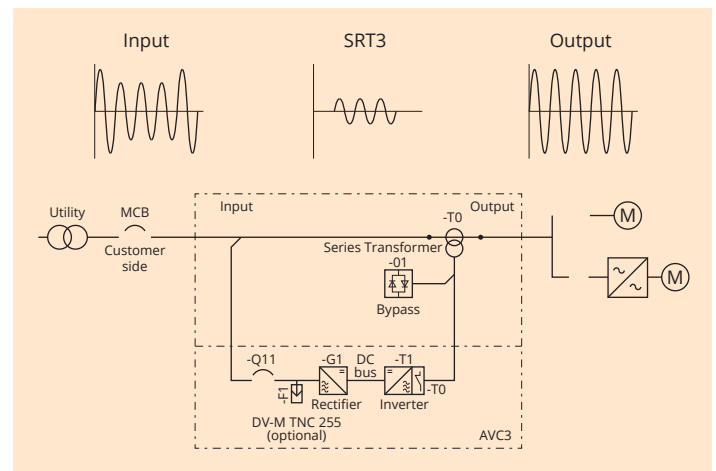 Input SRT3 Output
Utility MCB Input -T0 Output
Customer
side
Series Transformer
-01
Bypass
M
M
-Q11 -G1 DC -T1
bus
-F1
-T0
Rectifier Inverter
DV-M TNC 255
(optional)
AVC3